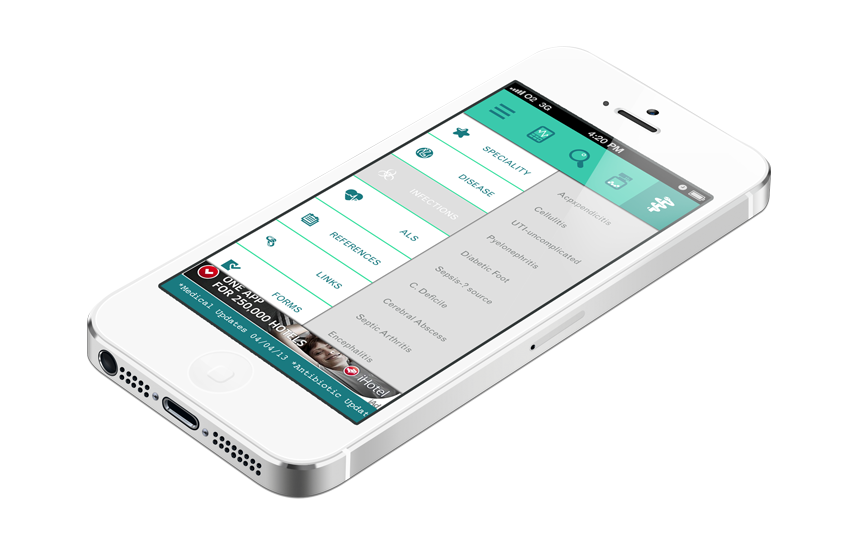 O2 3G
4:20 PM
SPECIALITY
DISEASE
INFECTIONS
ALS
REFERENCES
LINKS
FORMS
Acpxpendicitis
Cellulitis
UTI-uncomplicated
Pyelonephritis
Diabetic Foot
Sepsis-? source
C. Deficile
Cerebral Abscess
Septic Arthritis
Encephalitis
ONE APP
FOR 250,000 HOTELS
iHotel
*Medical Updates 04/04/13 *Antibiotic Updat